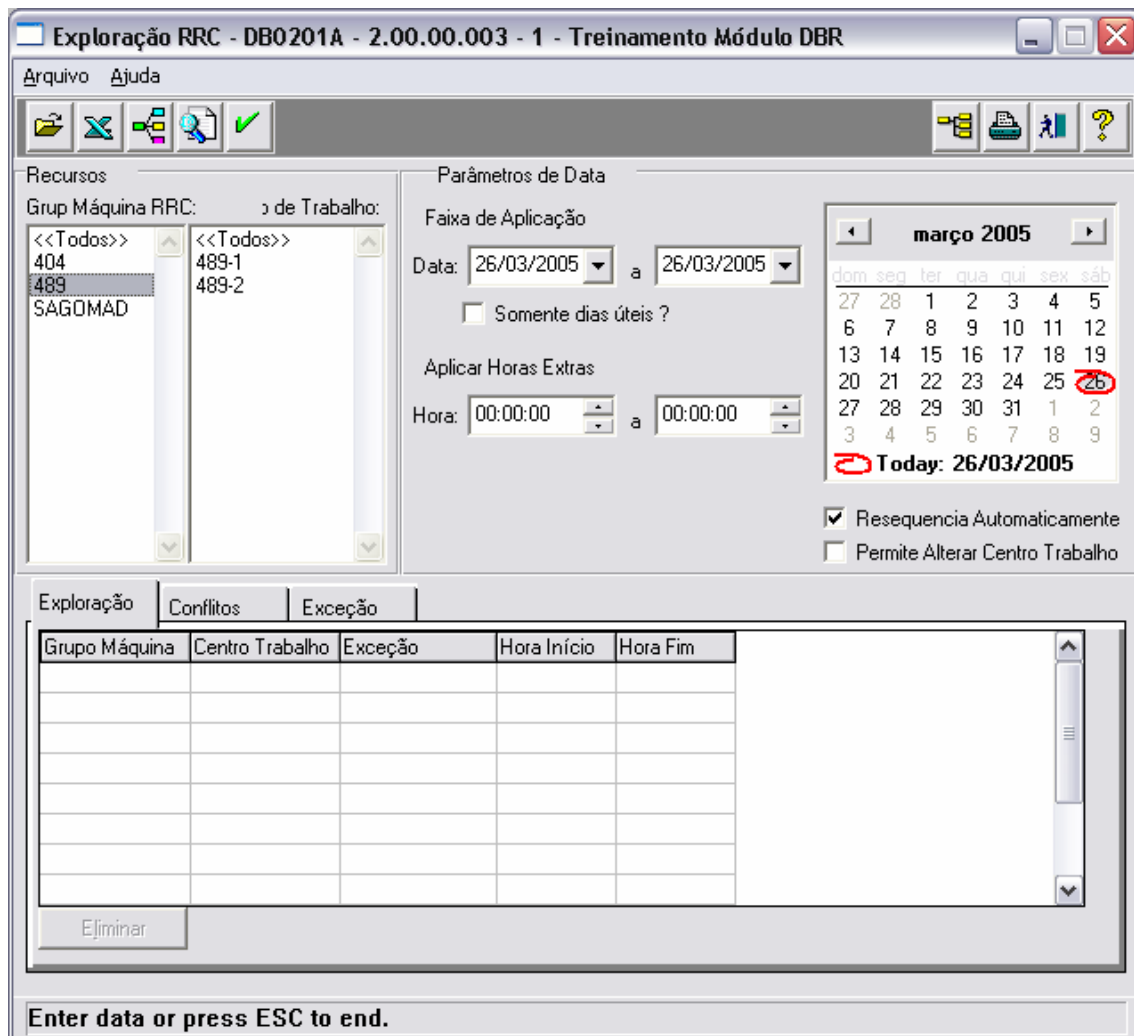 Exploração RRC - DB0201A - 2.00.00.003 - 1 - Treinamento Módulo DBR
Arquivo Ajuda
Recursos
Grup Máquina RRC: o de Trabalho:
<<Todos>>
404
489
SAGOMAD
<<Todos>>
489-1
489-2
Parâmetros de Data
Faixa de Aplicação
Data: 26/03/2005 a 26/03/2005
Somente dias úteis ?
Aplicar Horas Extras
Hora: 00:00:00 a 00:00:00
março 2005
dom seg ter qua qui sex sáb
27 28 1 2 3 4 5
6 7 8 9 10 11 12
13 14 15 16 17 18 19
20 21 22 23 24 25 26
27 28 29 30 31 1 2
3 4 5 6 7 8 9
Today: 26/03/2005
Resequencia Automaticamente
Permite Alterar Centro Trabalho
Exploração Conflitos Exceção
Grupo Máquina Centro Trabalho Exceção Hora Início Hora Fim
Eliminar
Enter data or press ESC to end.